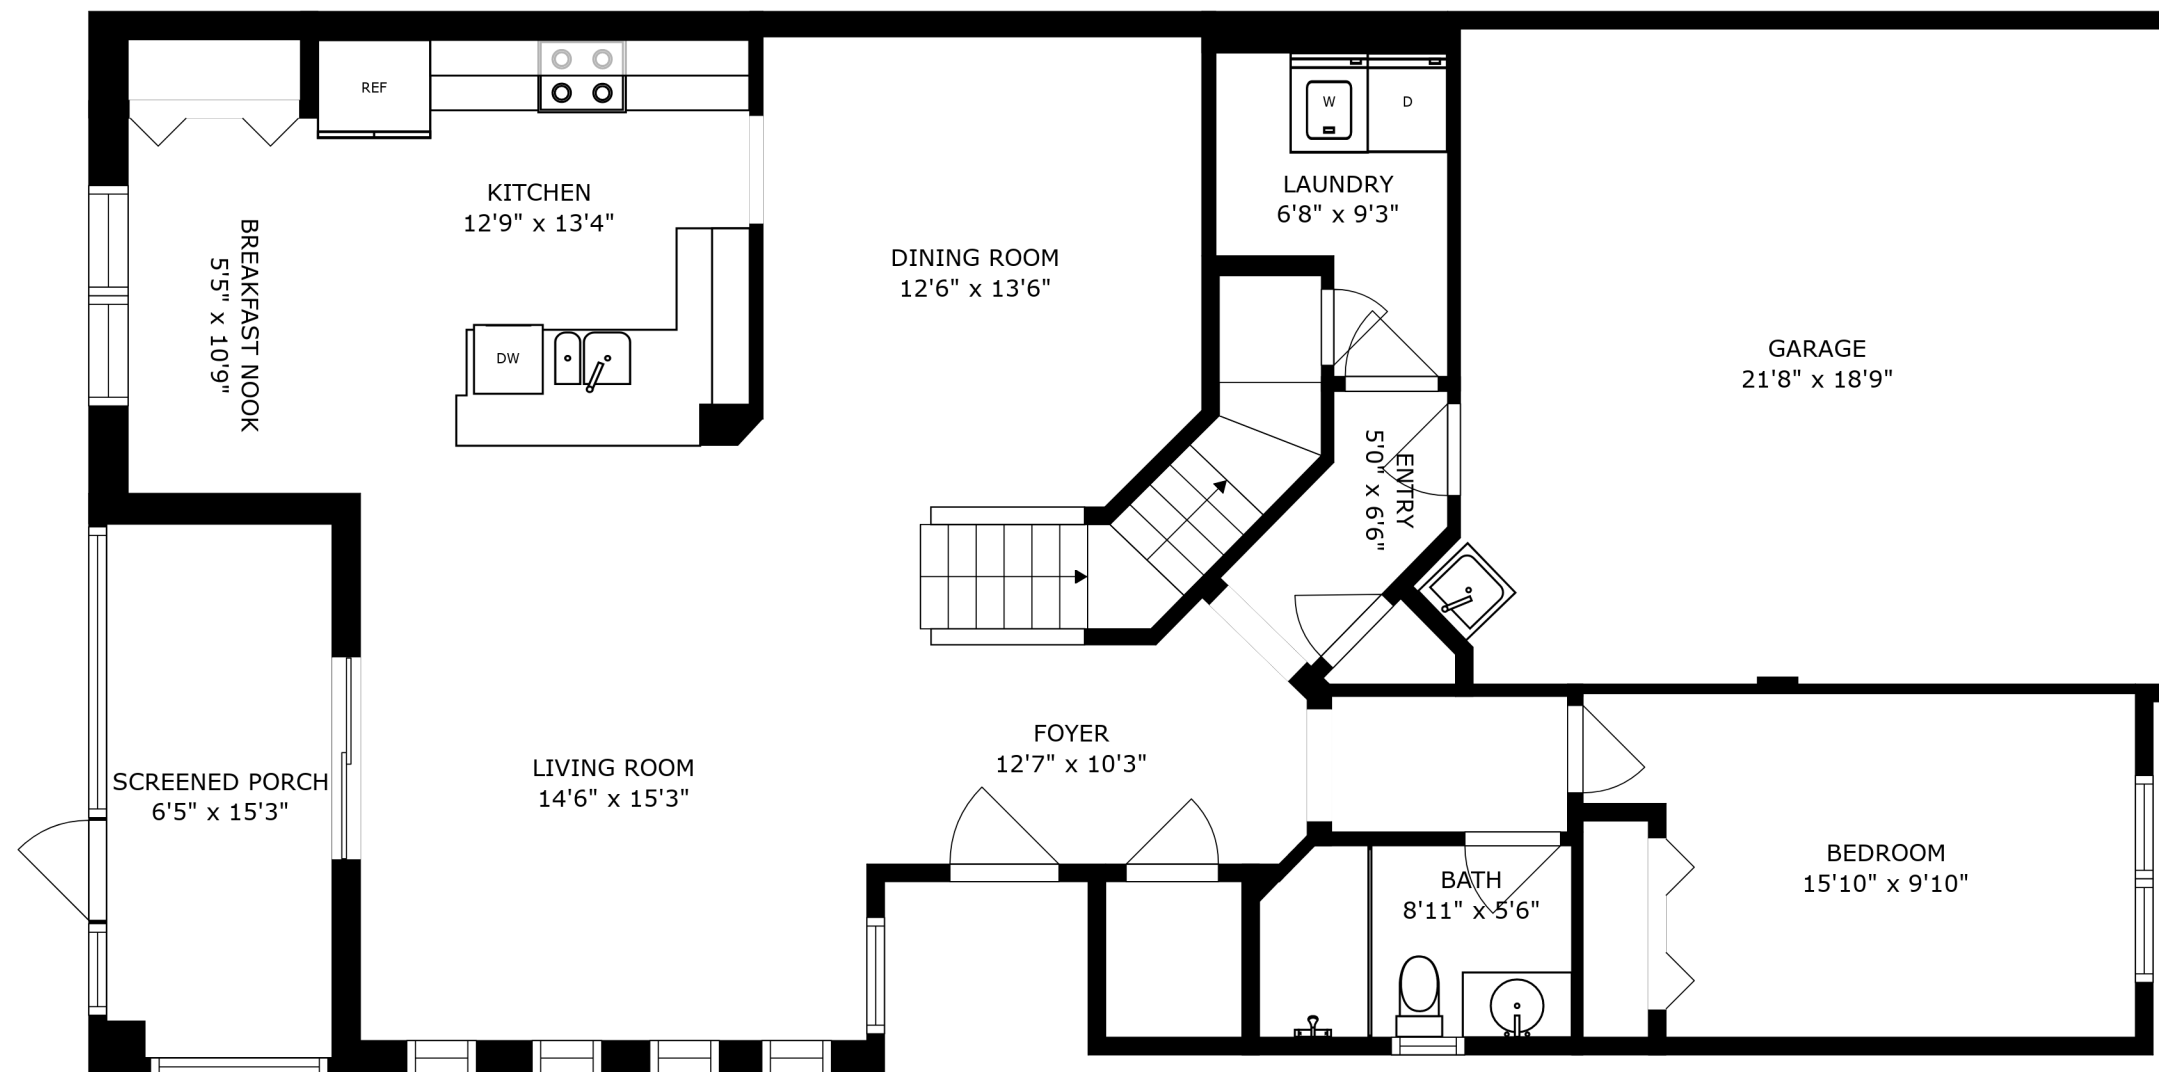 REF
W
D
KITCHEN
12'9" x 13'4"
LAUNDRY
6'8" x 9'3"
BREAKFAST NOOK
5'5" x 10'9"
DINING ROOM
12'6" x 13'6"
DW
GARAGE
21'8" x 18'9"
ENTRY
5'0" x 6'6"
SCREENED PORCH
6'5" x 15'3"
LIVING ROOM
14'6" x 15'3"
FOYER
12'7" x 10'3"
BATH
8'11" x 5'6"
BEDROOM
15'10" x 9'10"